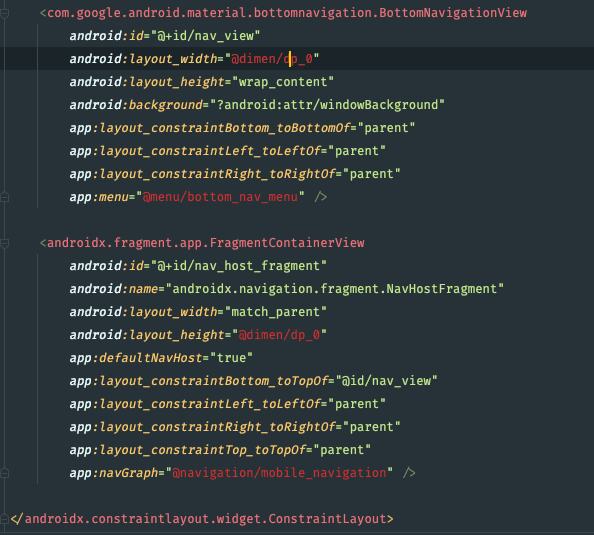 <com.google.android.material.bottomnavigation.BottomNavigationView
android:id="@+id/nav_view"
android:layout_width="@dimen/dp_0"
android:layout_height="wrap_content"
android:background="?android:attr/windowBackground"
app:layout_constraintBottom_toBottomOf="parent"
app:layout_constraintLeft_toLeftOf="parent"
app:layout_constraintRight_toRightOf="parent"
app:menu="@menu/bottom_nav_menu" />
<androidx.fragment.app.FragmentContainerView
android:id="@+id/nav_host_fragment"
android:name="androidx.navigation.fragment.NavHostFragment"
android:layout_width="match_parent"
android:layout_height="@dimen/dp_0"
app:defaultNavHost="true"
app:layout_constraintBottom_toTopOf="@id/nav_view"
app:layout_constraintLeft_toLeftOf="parent"
app:layout_constraintRight_toRightOf="parent"
app:layout_constraintTop_toTopOf="parent"
app:navGraph="@navigation/mobile_navigation" />
</androidx.constraintlayout.widget.ConstraintLayout>